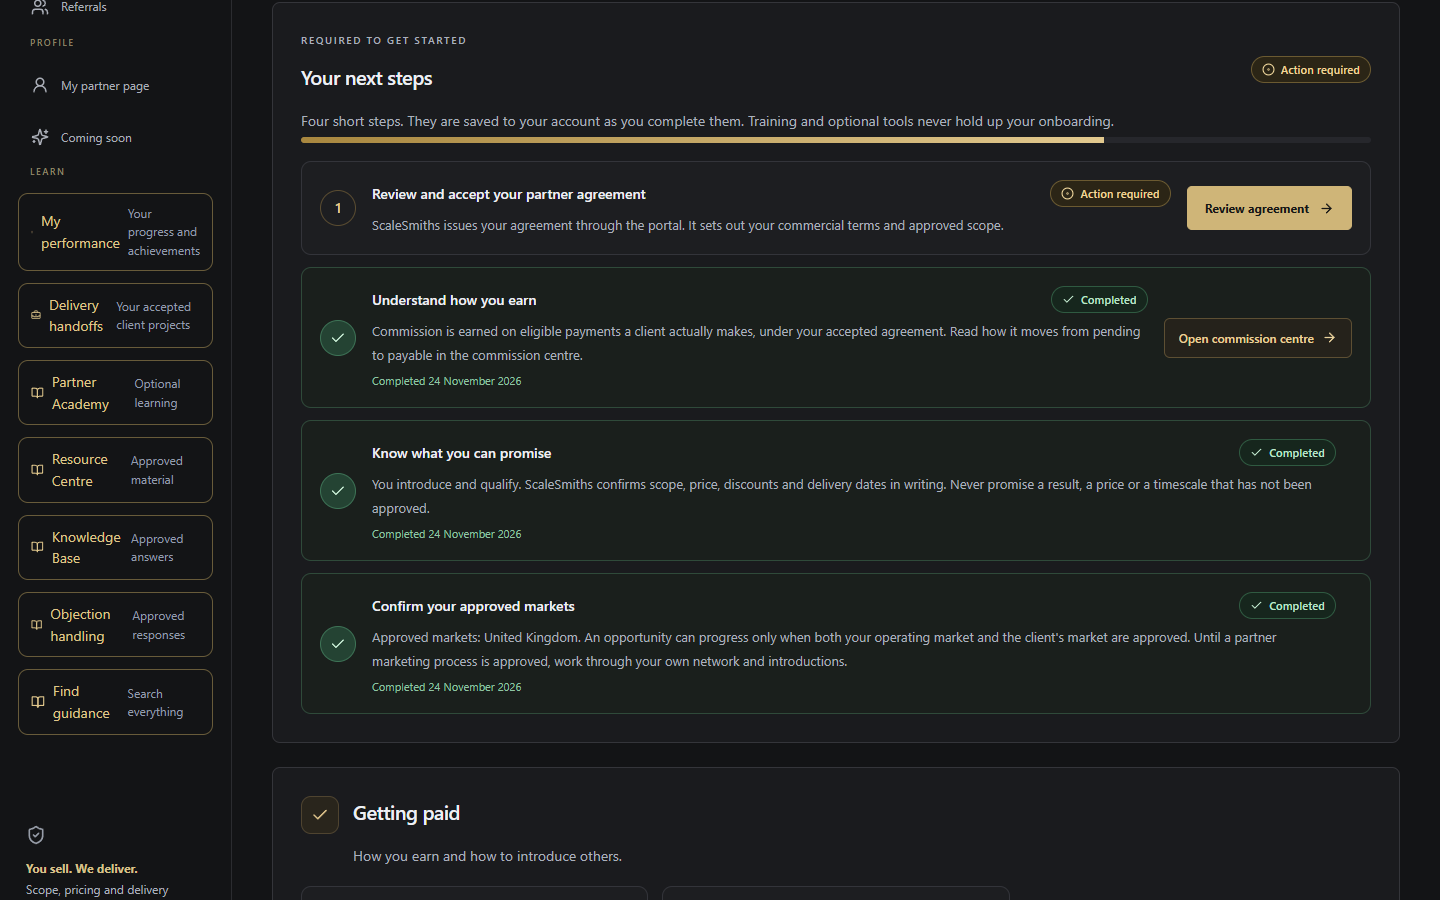 Referrals
PROFILE
My partner page
Coming soon
LEARN
My performance
Your progress and achievements
Delivery handoffs
Your accepted client projects
Partner Academy
Optional learning
Resource Centre
Approved material
Knowledge Base
Approved answers
Objection handling
Approved responses
Find guidance
Search everything
You sell. We deliver.
Scope, pricing and delivery
REQUIRED TO GET STARTED
Your next steps
Action required
Four short steps. They are saved to your account as you complete them. Training and optional tools never hold up your onboarding.
1
Review and accept your partner agreement
Action required
ScaleSmiths issues your agreement through the portal. It sets out your commercial terms and approved scope.
Review agreement
Understand how you earn
Completed
Commission is earned on eligible payments a client actually makes, under your accepted agreement. Read how it moves from pending
to payable in the commission centre.
Completed 24 November 2026
Open commission centre
Know what you can promise
Completed
You introduce and qualify. ScaleSmiths confirms scope, price, discounts and delivery dates in writing. Never promise a result, a price or a timescale that has not been
approved.
Completed 24 November 2026
Confirm your approved markets
Completed
Approved markets: United Kingdom. An opportunity can progress only when both your operating market and the client's market are approved. Until a partner
marketing process is approved, work through your own network and introductions.
Completed 24 November 2026
Getting paid
How you earn and how to introduce others.